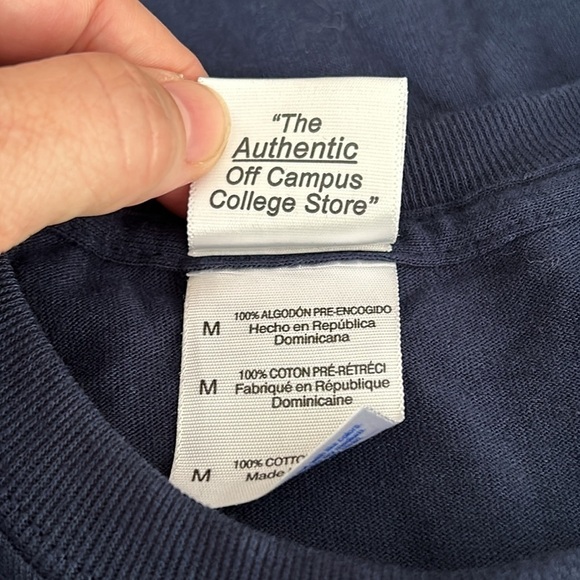 “The
Authentic
Off Campus
College Store”
M
100% ALGODÓN PRE-ENCOGIDO
Hecho en República
Dominicana
M
100% COTON PRÉ-RÉTRÉCI
Fabriqué en République
Dominicaine
M
100%
Made